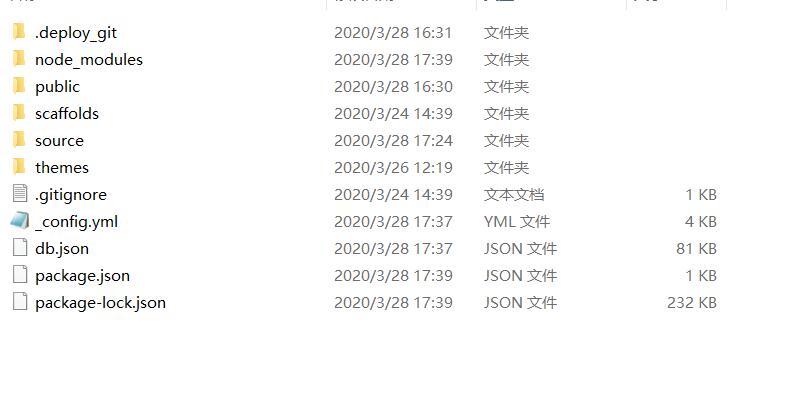 .deploy_git 2020/3/28 16:31 文件夹
node_modules 2020/3/28 17:39 文件夹
public 2020/3/28 16:30 文件夹
scaffolds 2020/3/24 14:39 文件夹
source 2020/3/28 17:24 文件夹
themes 2020/3/26 12:19 文件夹
.gitignore 2020/3/24 14:39 文本文档 1 KB
_config.yml 2020/3/28 17:37 YML 文件 4 KB
db.json 2020/3/28 17:37 JSON 文件 81 KB
package.json 2020/3/28 17:39 JSON 文件 1 KB
package-lock.json 2020/3/28 17:39 JSON 文件 232 KB